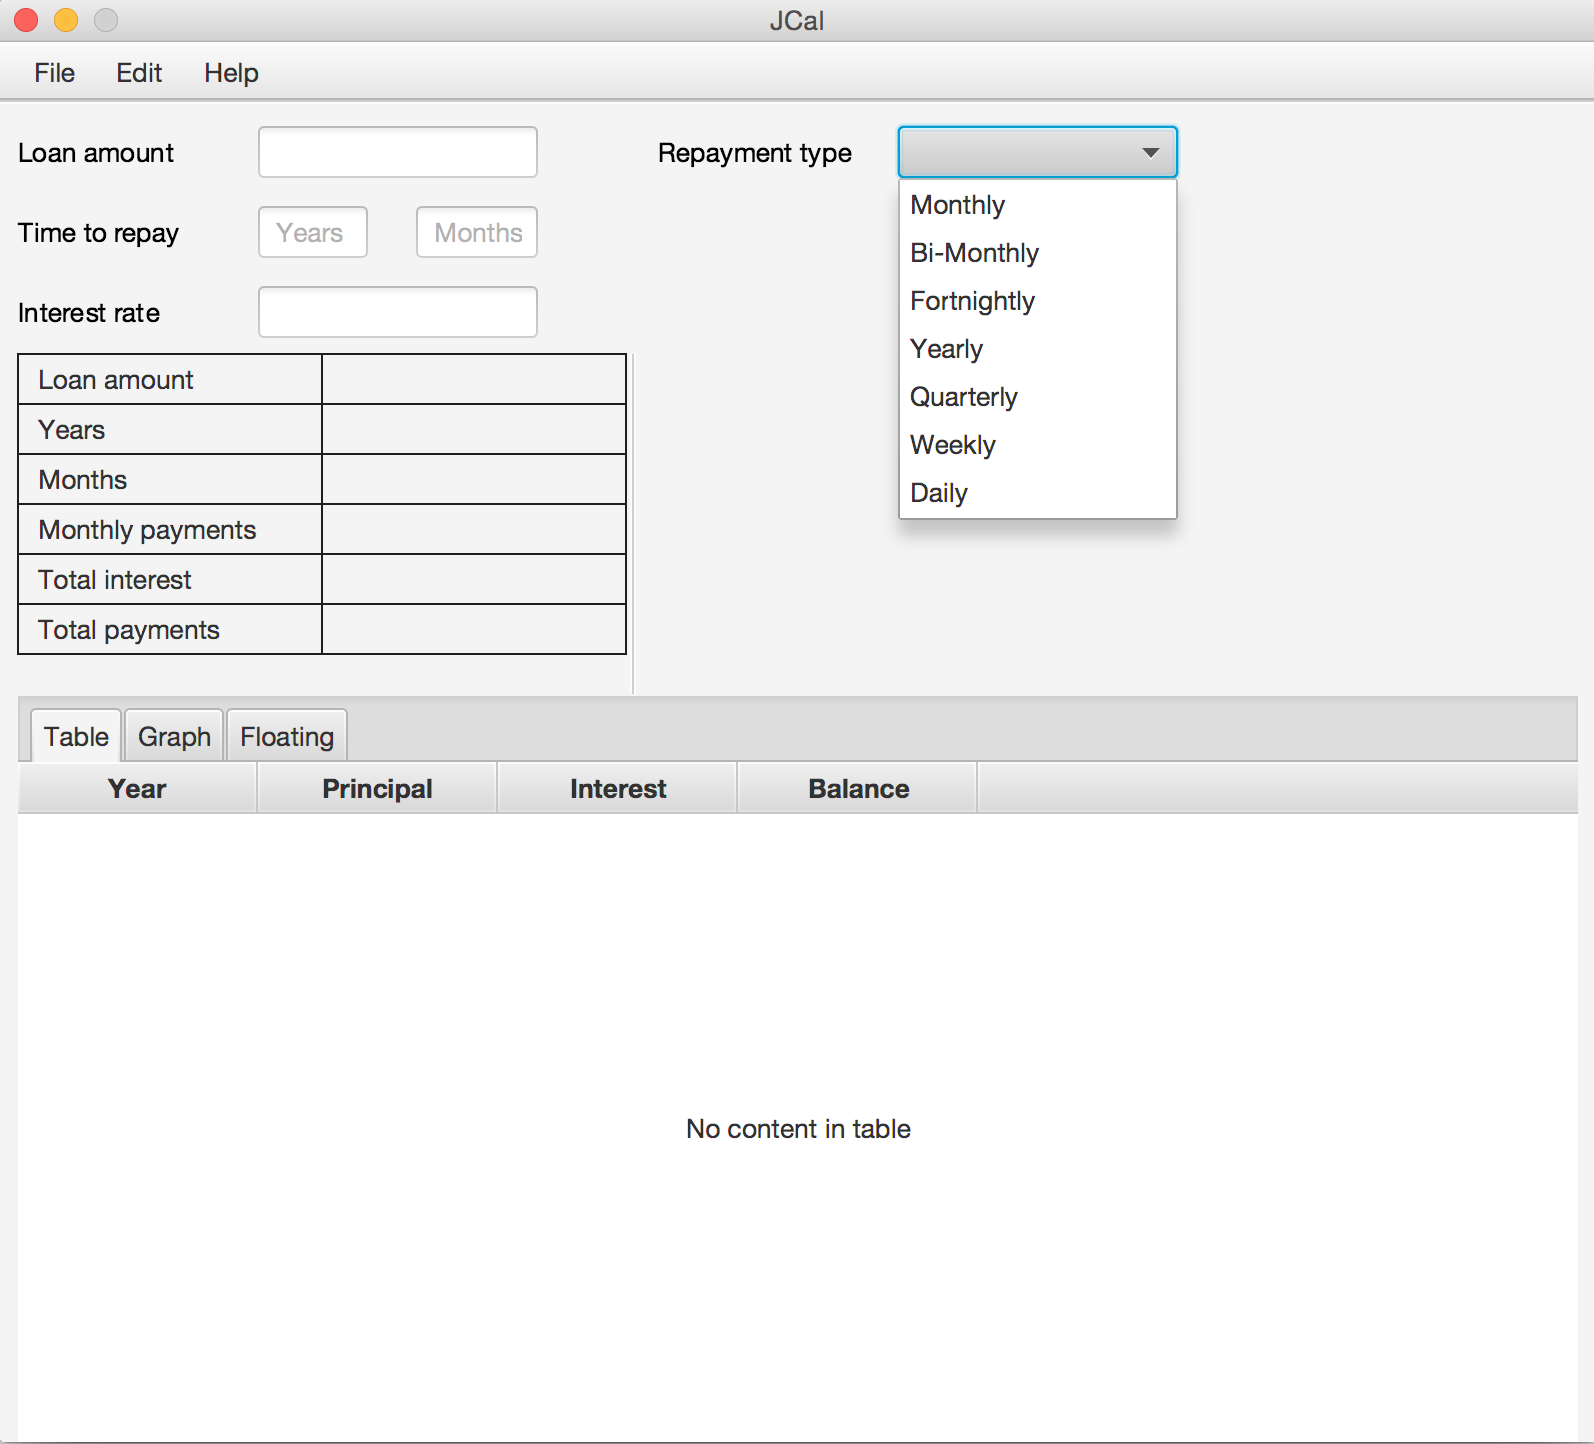 JCal
File Edit Help
Loan amount
Time to repay Years Months
Interest rate
Repayment type
Monthly
Bi-Monthly
Fortnightly
Yearly
Quarterly
Weekly
Daily
Loan amount
Years
Months
Monthly payments
Total interest
Total payments
Table Graph Floating
Year Principal Interest Balance
No content in table